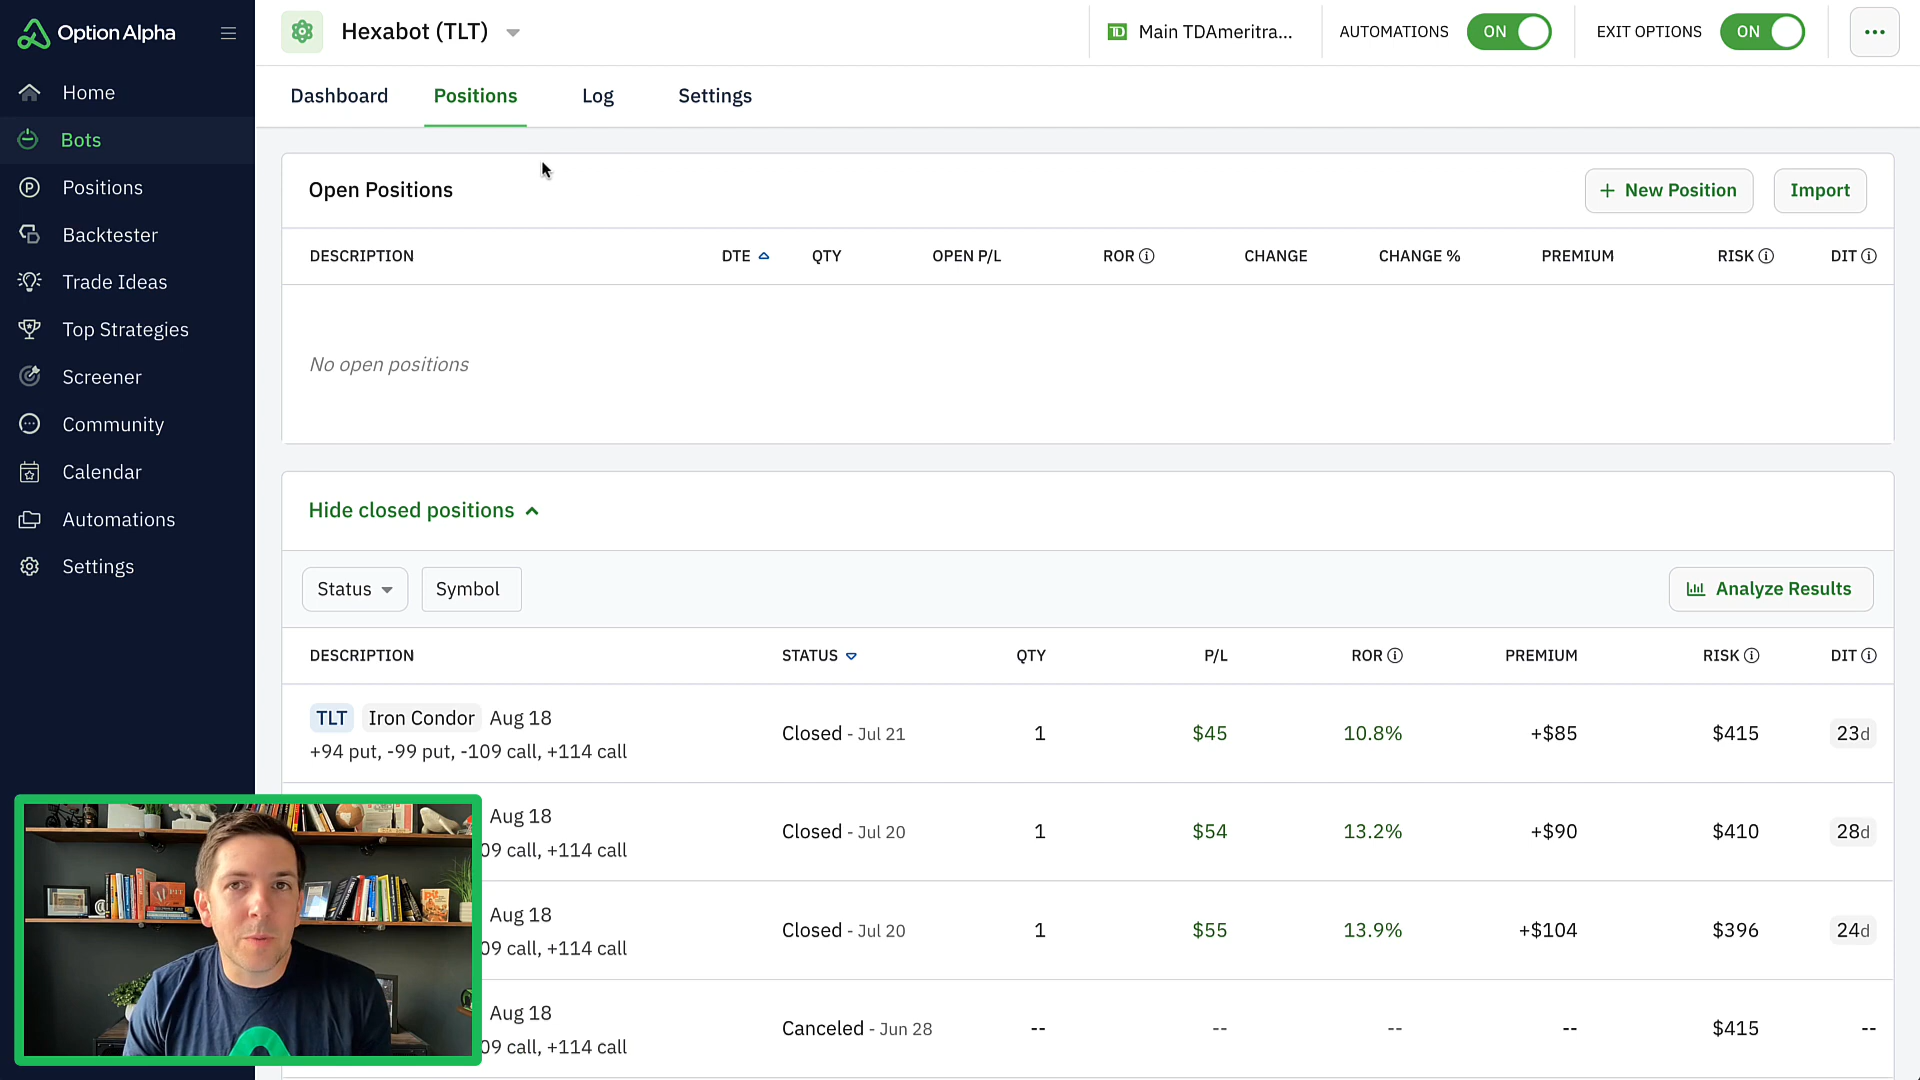 OptionAlpha
Home
Bots
Positions
Backtester
Trade Ideas
Top Strategies
Screener
Community
Calendar
Automations
Settings
Hexabot (TLT)
TD Main TDAmeritra...
AUTOMATIONS ON
EXIT OPTIONS ON
Dashboard Positions Log Settings
Open Positions
+ New Position Import
DESCRIPTION DTE QTY OPEN P/L ROR CHANGE CHANGE % PREMIUM RISK DIT
No open positions
Hide closed positions
Status Symbol Analyze Results
DESCRIPTION STATUS QTY P/L ROR PREMIUM RISK DIT
TLT Iron Condor Aug 18
+94 put, -99 put, -109 call, +114 call
Closed - Jul 21 1 $45 10.8% +$85 $415 23d
Aug 18
09 call, +114 call
Closed - Jul 20 1 $54 13.2% +$90 $410 28d
Aug 18
09 call, +114 call
Closed - Jul 20 1 $55 13.9% +$104 $396 24d
Aug 18
09 call, +114 call
Canceled - Jun 28 -- -- -- -- $415 --